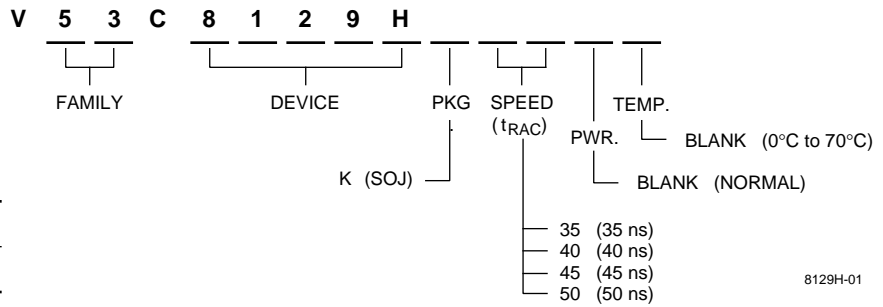 V 5 3 C 8 1 2 9 H
FAMILY DEVICE PKG SPEED TEMP.
(tRAC) PWR.
BLANK (0°C to 70°C)
K (SOJ) BLANK (NORMAL)
35 (35 ns)
40 (40 ns)
45 (45 ns)
50 (50 ns)
8129H-01